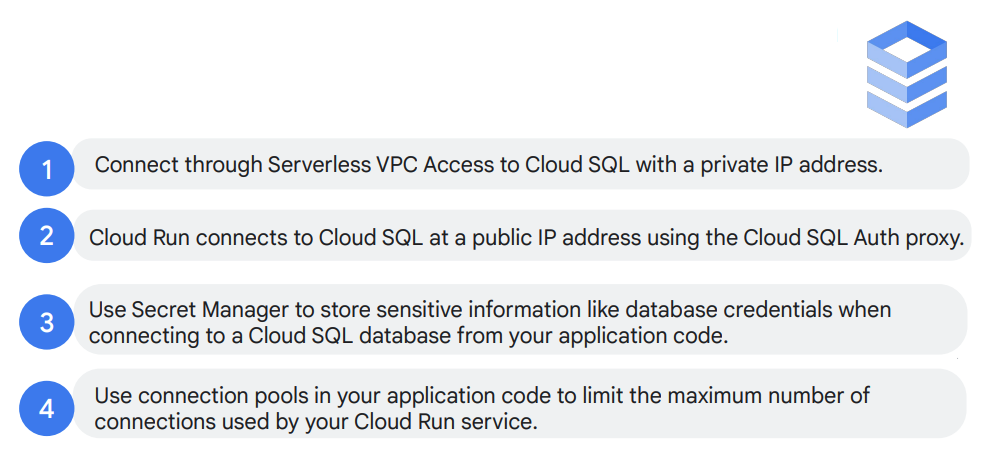 1 Connect through Serverless VPC Access to Cloud SQL with a private IP address.
2 Cloud Run connects to Cloud SQL at a public IP address using the Cloud SQL Auth proxy.
3 Use Secret Manager to store sensitive information like database credentials when
connecting to a Cloud SQL database from your application code.
4 Use connection pools in your application code to limit the maximum number of
connections used by your Cloud Run service.